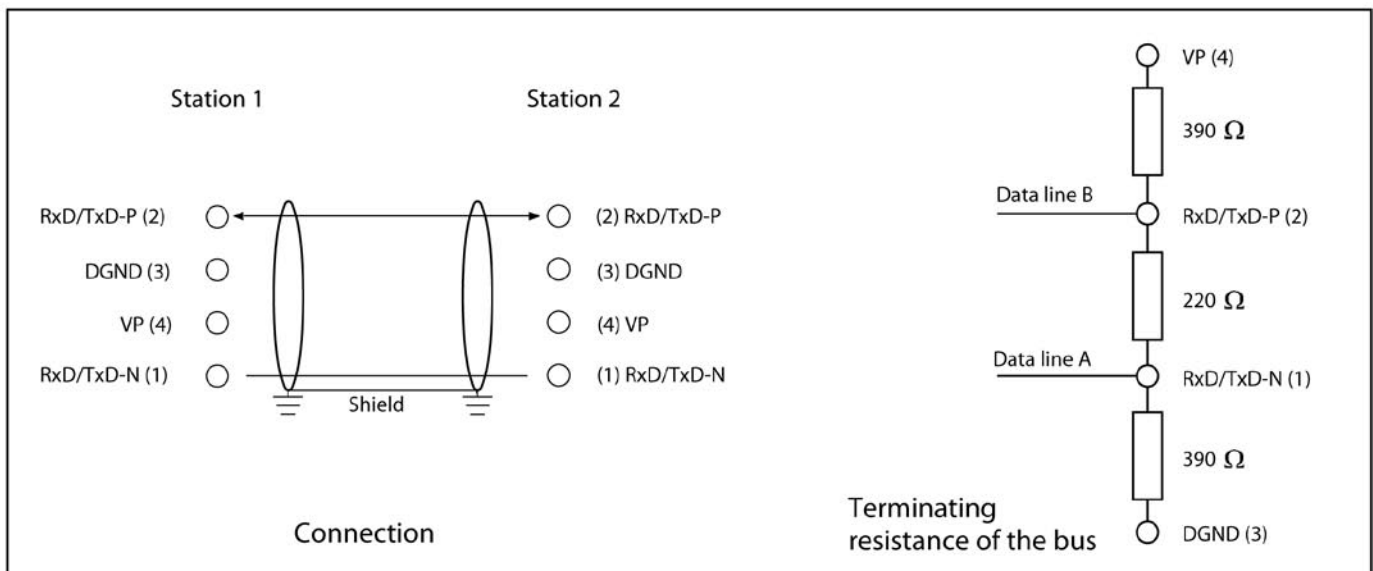 Station 1
Station 2
RxD/TxD-P (2)
(2) RxD/TxD-P
DGND (3)
(3) DGND
VP (4)
(4) VP
RxD/TxD-N (1)
(1) RxD/TxD-N
Shield
Connection
VP (4)
390 Ω
Data line B
RxD/TxD-P (2)
220 Ω
Data line A
RxD/TxD-N (1)
390 Ω
DGND (3)
Terminating
resistance of the bus